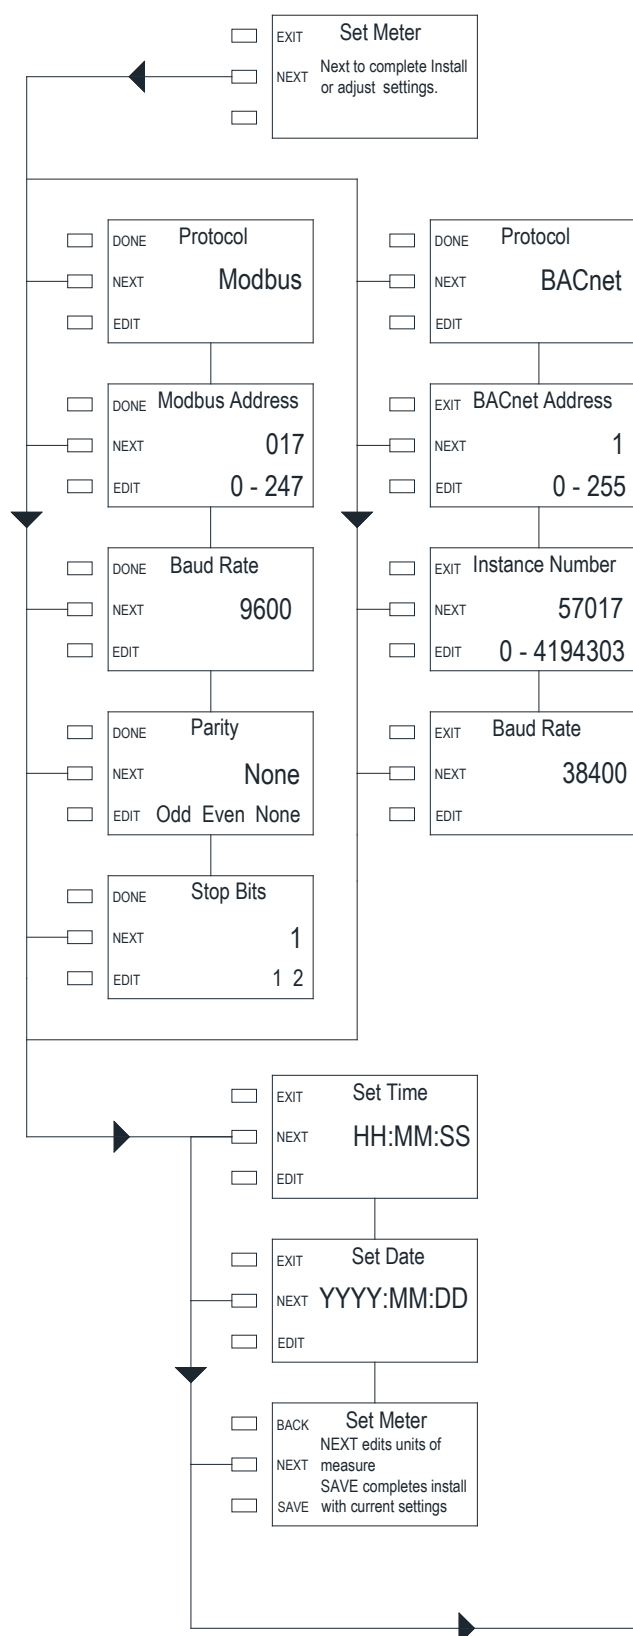 Set Meter
EXIT
NEXT
Next to complete Install
or adjust settings.
Protocol
DONE
NEXT
Modbus
EDIT
Modbus Address
DONE
NEXT
017
EDIT
0 - 247
Baud Rate
DONE
NEXT
9600
EDIT
Parity
DONE
NEXT
None
EDIT
Odd Even None
Stop Bits
DONE
NEXT
1
EDIT
1 2
Protocol
DONE
NEXT
BACnet
EDIT
BACnet Address
EXIT
NEXT
1
EDIT
0 - 255
Instance Number
EXIT
NEXT
57017
EDIT
0 - 4194303
Baud Rate
EXIT
NEXT
38400
EDIT
Set Time
EXIT
NEXT
HH:MM:SS
EDIT
Set Date
EXIT
NEXT
YYYY:MM:DD
EDIT
Set Meter
BACK
NEXT edits units of
measure
NEXT
SAVE completes install
with current settings
SAVE